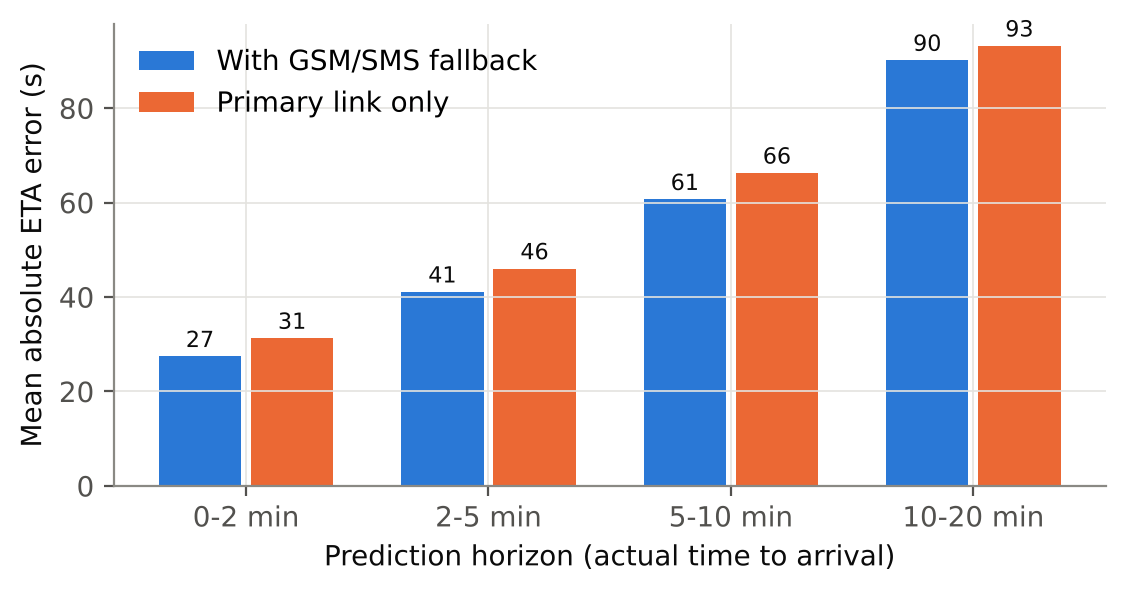 With GSM/SMS fallback
Primary link only
Mean absolute ETA error (s)
80
60
40
20
0
27
31
41
46
61
66
90
93
0-2 min
2-5 min
5-10 min
10-20 min
Prediction horizon (actual time to arrival)